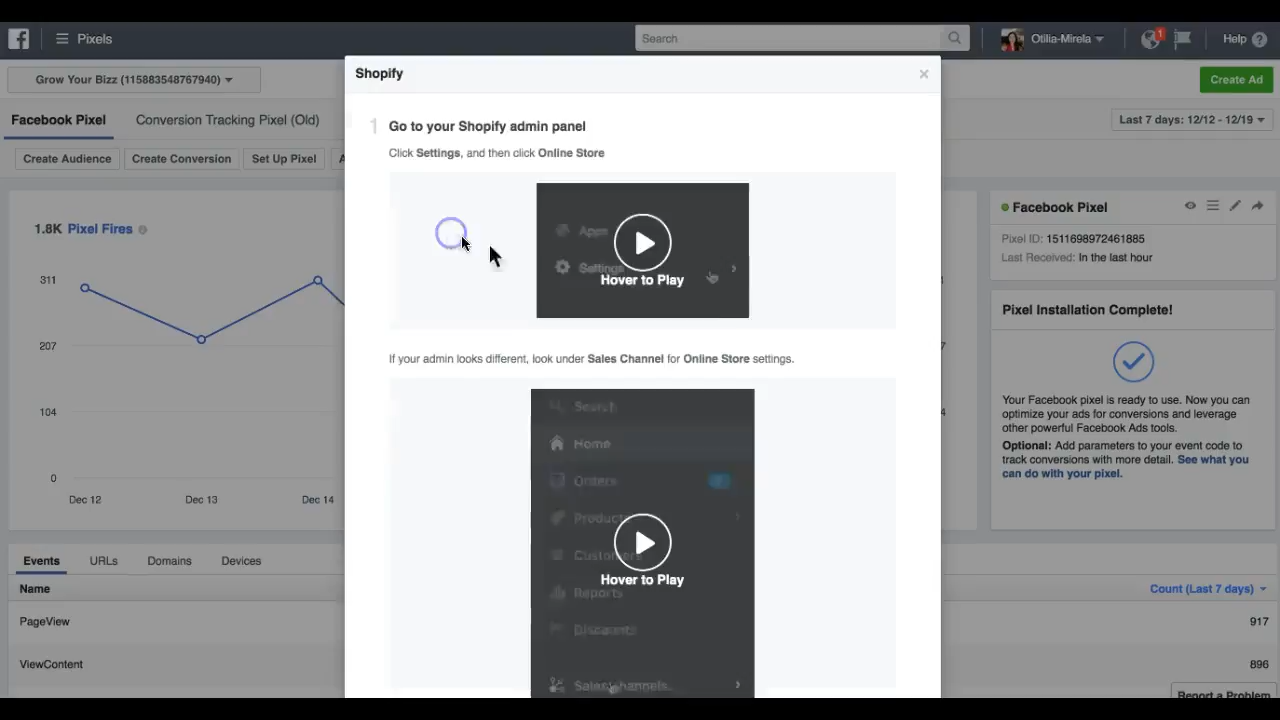 Pixels
Search
Otilia-Mirela
1
Help
Grow Your Bizz (115883548767940)
Create Ad
Facebook Pixel
Conversion Tracking Pixel (Old)
Last 7 days: 12/12 - 12/19
Create Audience
Create Conversion
Set Up Pixel
A
1.8K Pixel Fires
311
207
104
0
Dec 12
Dec 13
Dec 14
Shopify
1
Go to your Shopify admin panel
Click Settings, and then click Online Store
Apps
Settings
Hover to Play
If your admin looks different, look under Sales Channel for Online Store settings.
Search
Home
Orders
Products
Customers
Hover to Play
Reports
Discounts
Sales channels
Facebook Pixel
Pixel ID: 1511698972461885
Last Received: In the last hour
Pixel Installation Complete!
Your Facebook pixel is ready to use. Now you can
optimize your ads for conversions and leverage
other powerful Facebook Ads tools.
Optional: Add parameters to your event code to
track conversions with more detail. See what you
can do with your pixel.
Events
URLs
Domains
Devices
Name
Count (Last 7 days)
PageView
917
ViewContent
896
Report a Problem